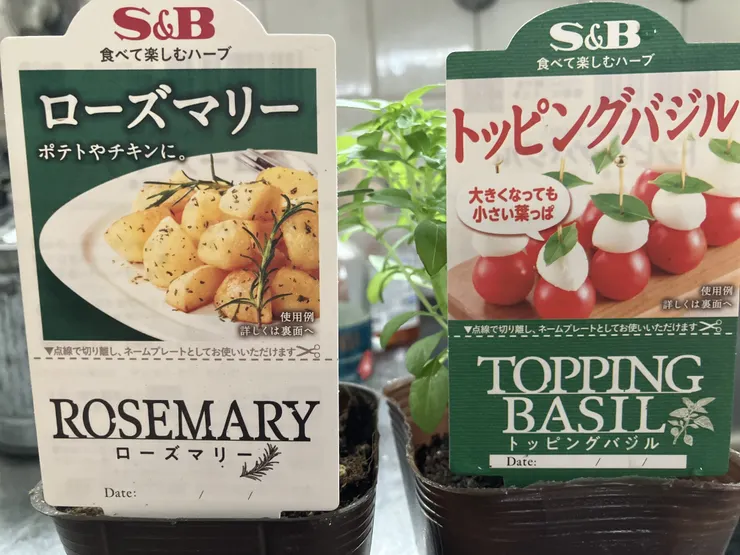 S&B
食べて楽しむハーブ
ローズマリー
ポテトやチキンに。
使用例
詳しくは裏面へ
▼点線で切り離し、ネームプレートとしてお使いいただけます
ROSEMARY
ローズマリー
Date: / /
S&B
食べて楽しむハーブ
トッピングバジル
大きくなっても
小さい葉っぱ
使用例
詳しくは裏面へ
▼点線で切り離し、ネームプレートとしてお使いいただけます
TOPPING
BASIL
トッピングバジル
Date: / /